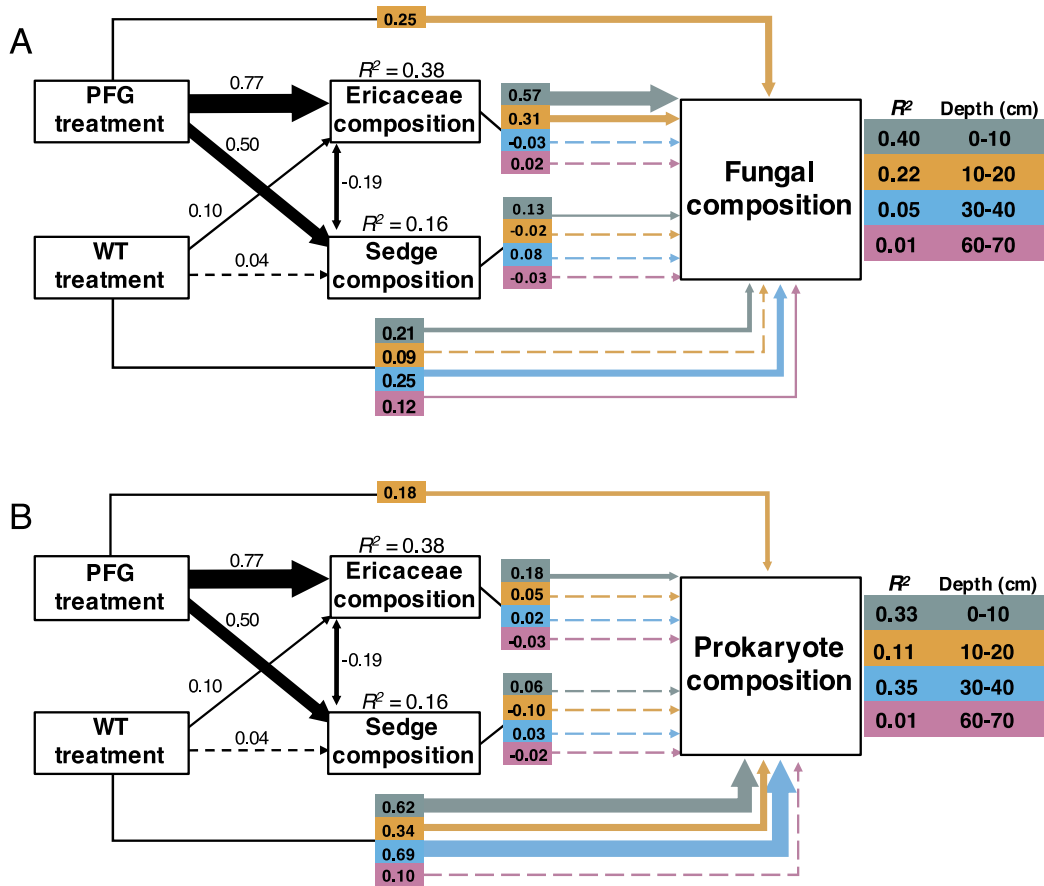 A
0.25
PFG
treatment
0.77
R² = 0.38
Ericaceae
composition
0.57
0.31
-0.03
0.02
R²
Depth (cm)
0.40
0-10
0.22
10-20
0.05
30-40
0.01
60-70
0.50
-0.19
Fungal
composition
0.10
R² = 0.16
WT
treatment
0.04
Sedge
composition
0.13
-0.02
0.08
-0.03
0.21
0.09
0.25
0.12
B
0.18
PFG
treatment
0.77
R² = 0.38
Ericaceae
composition
0.18
0.05
0.02
-0.03
R²
Depth (cm)
0.33
0-10
0.11
10-20
0.35
30-40
0.01
60-70
0.50
-0.19
Prokaryote
composition
0.10
R² = 0.16
WT
treatment
0.04
Sedge
composition
0.06
-0.10
0.03
-0.02
0.62
0.34
0.69
0.10